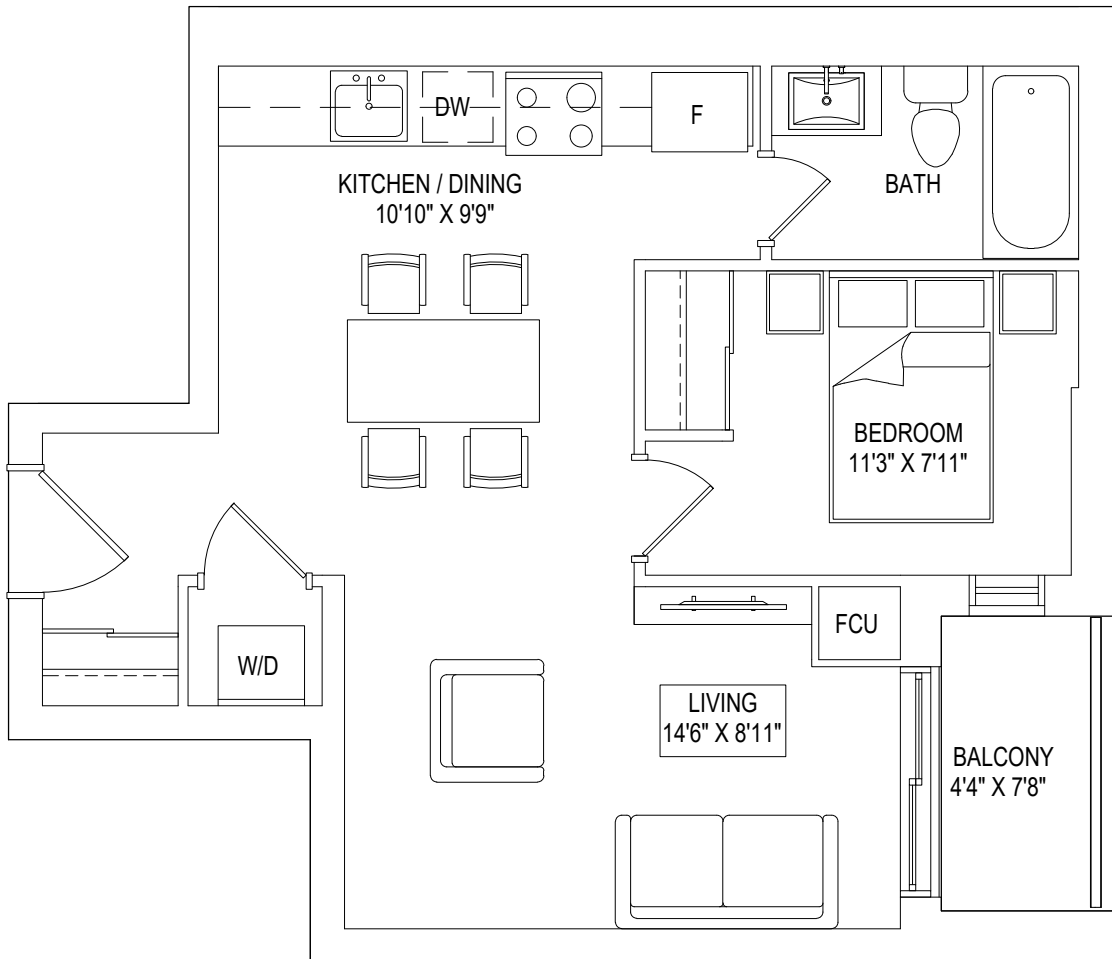 DW
F
KITCHEN / DINING
10'10" X 9'9"
BATH
BEDROOM
11'3" X 7'11"
W/D
FCU
LIVING
14'6" X 8'11"
BALCONY
4'4" X 7'8"